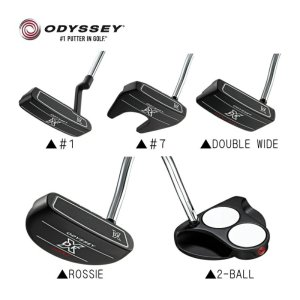 ODYSSEY
#1 PUTTER IN GOLF
▲#1
▲#7
▲DOUBLE WIDE
▲ROSSIE
▲2-BALL